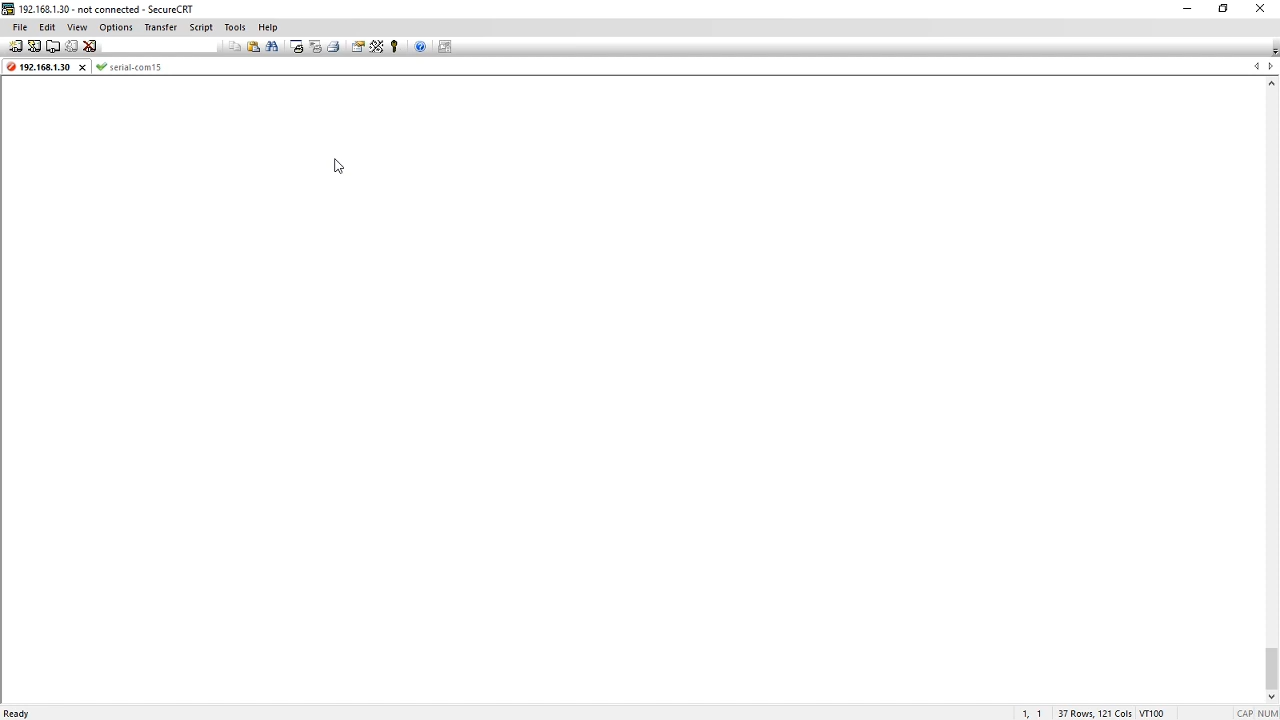 192.168.1.30 - not connected - SecureCRT
File Edit View Options Transfer Script Tools Help
192.168.1.30 serial-com15
Ready 1, 1 37 Rows, 121 Cols VT100 CAP NUM